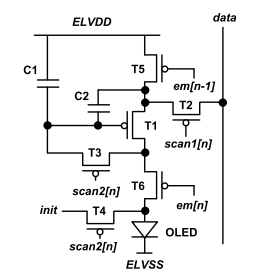 ELVDD
data
C1
T5
em[n-1]
C2
T2
T1
scan1[n]
T3
scan2[n]
T6
em[n]
init
T4
scan2[n]
OLED
ELVSS